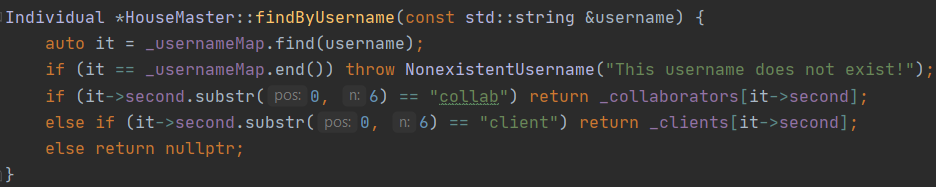 Individual *HouseMaster::findByUsername(const std::string &username) {
    auto it = _usernameMap.find(username);
    if (it == _usernameMap.end()) throw NonexistentUsername("This username does not exist!");
    if (it->second.substr( pos: 0, n: 6) == "collab") return _collaborators[it->second];
    else if (it->second.substr( pos: 0, n: 6) == "client") return _clients[it->second];
    else return nullptr;
}